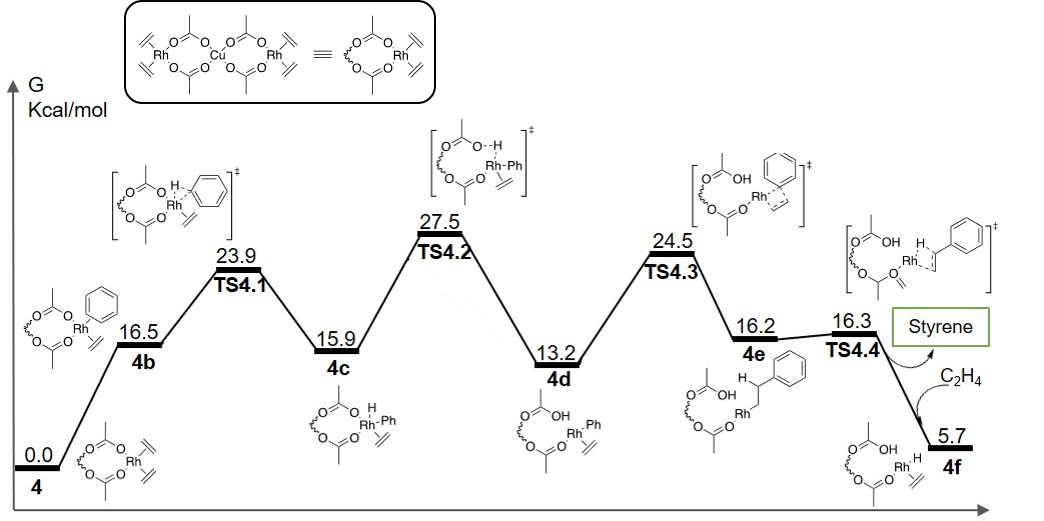 G
Kcal/mol
Rh O O Cu O O Rh
O O O O
≡
O O Rh
O O
‡
O O H
Rh
O O
23.9
TS4.1
‡
O O H
Rh Ph
O O
27.5
TS4.2
‡
O OH
Rh
O O
24.5
TS4.3
‡
O OH
H
Rh
O O
16.3
TS4.4
Styrene
C2H4
O O
Rh
O O
16.5
4b
15.9
4c
O O H
Rh Ph
O O
13.2
4d
O OH
Rh Ph
O O
16.2
4e
H
O OH
Rh
O O
0.0
4
O O
Rh
O O
5.7
4f
O OH
H
Rh
O O